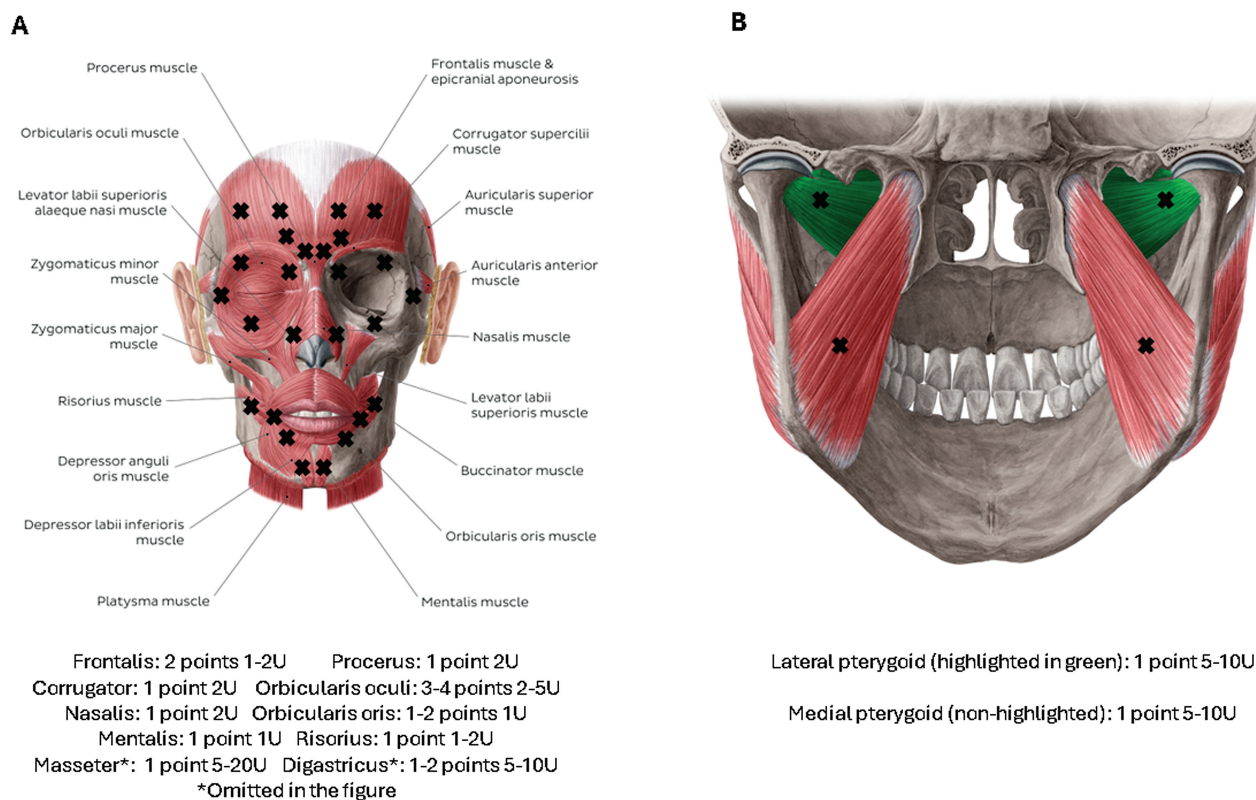 A
Procerus muscle
Orbicularis oculi muscle
Levator labii superioris
alaeque nasi muscle
Zygomaticus minor
muscle
Zygomaticus major
muscle
Risorius muscle
Depressor anguli
oris muscle
Depressor labii inferioris
muscle
Platysma muscle
Frontalis muscle &
epicranial aponeurosis
Corrugator supercilii
muscle
Auricularis superior
muscle
Auricularis anterior
muscle
Nasalis muscle
Levator labii
superioris muscle
Buccinator muscle
Orbicularis oris muscle
Mentalis muscle
Frontalis: 2 points 1-2U Procerus: 1 point 2U
Corrugator: 1 point 2U Orbicularis oculi: 3-4 points 2-5U
Nasalis: 1 point 2U Orbicularis oris: 1-2 points 1U
Mentalis: 1 point 1U Risorius: 1 point 1-2U
Masseter*: 1 point 5-20U Digastricus*: 1-2 points 5-10U
*Omitted in the figure
B
Lateral pterygoid (highlighted in green): 1 point 5-10U
Medial pterygoid (non-highlighted): 1 point 5-10U